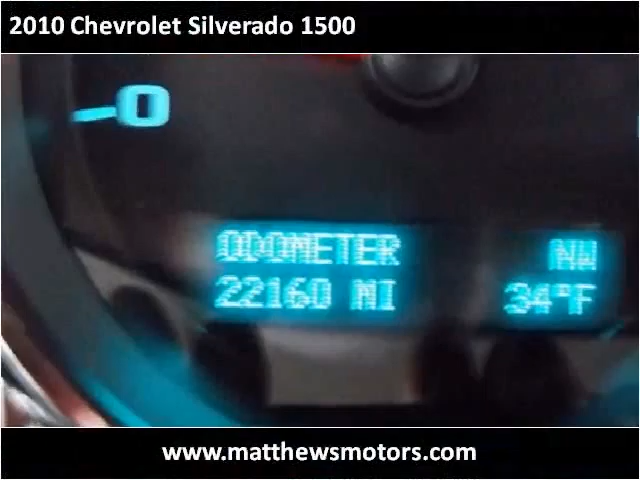 2010 Chevrolet Silverado 1500
0
ODOMETER NW
22160 MI 34°F
www.matthewsmotors.com